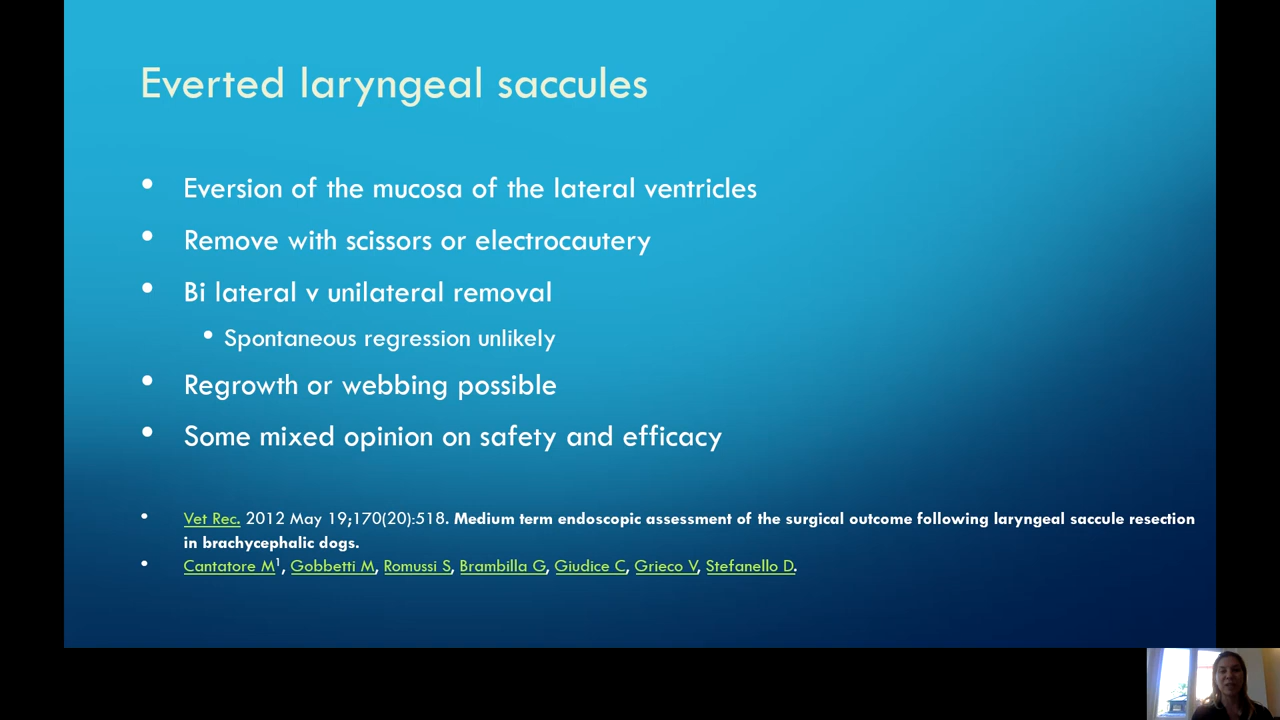 Everted laryngeal saccules
• Eversion of the mucosa of the lateral ventricles
• Remove with scissors or electrocautery
• Bi lateral v unilateral removal
• Spontaneous regression unlikely
• Regrowth or webbing possible
• Some mixed opinion on safety and efficacy
• Vet Rec. 2012 May 19;170(20):518. Medium term endoscopic assessment of the surgical outcome following laryngeal saccule resection
in brachycephalic dogs.
• Cantatore M¹, Gobbetti M, Romussi S, Brambilla G, Giudice C, Grieco V, Stefanello D.